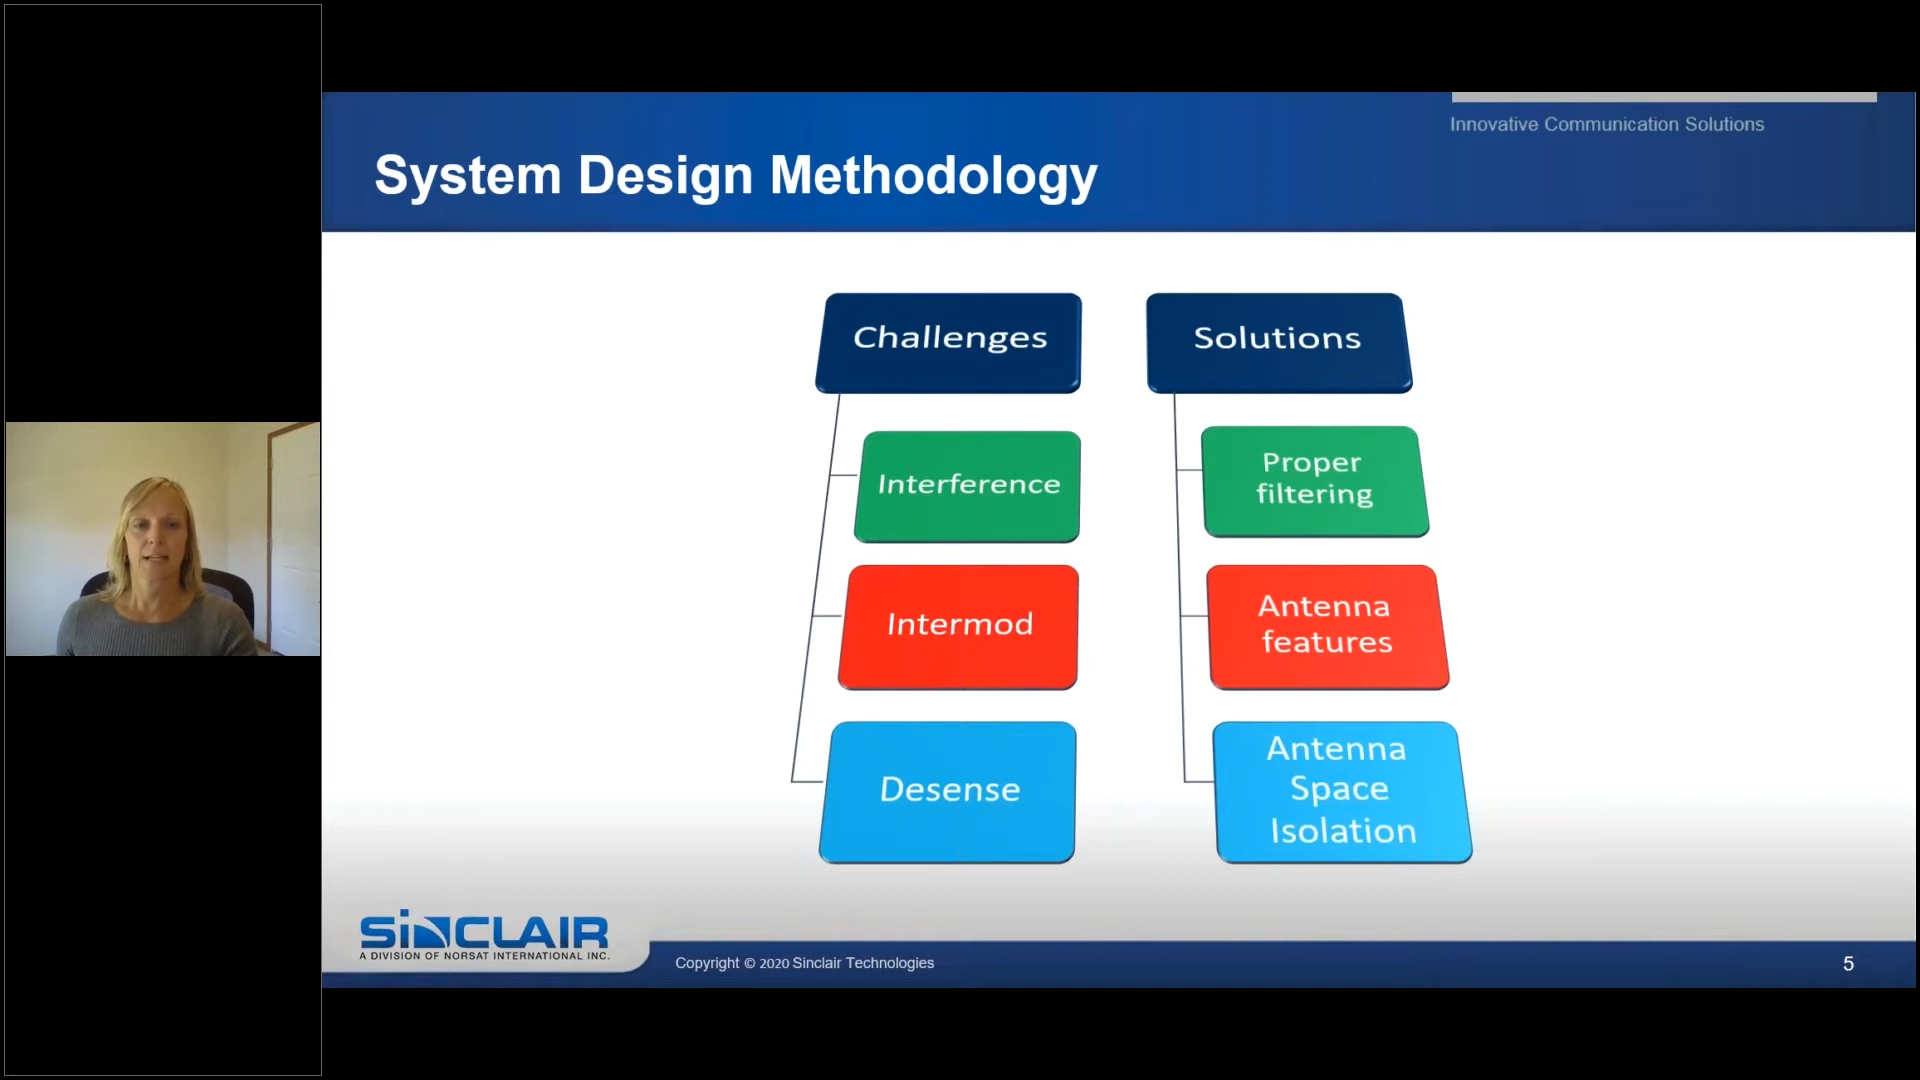 Innovative Communication Solutions
System Design Methodology
Challenges
Interference
Intermod
Desense
Solutions
Proper
filtering
Antenna
features
Antenna
Space
Isolation
SINCLAIR
A DIVISION OF NORSAT INTERNATIONAL INC.
Copyright © 2020 Sinclair Technologies
5